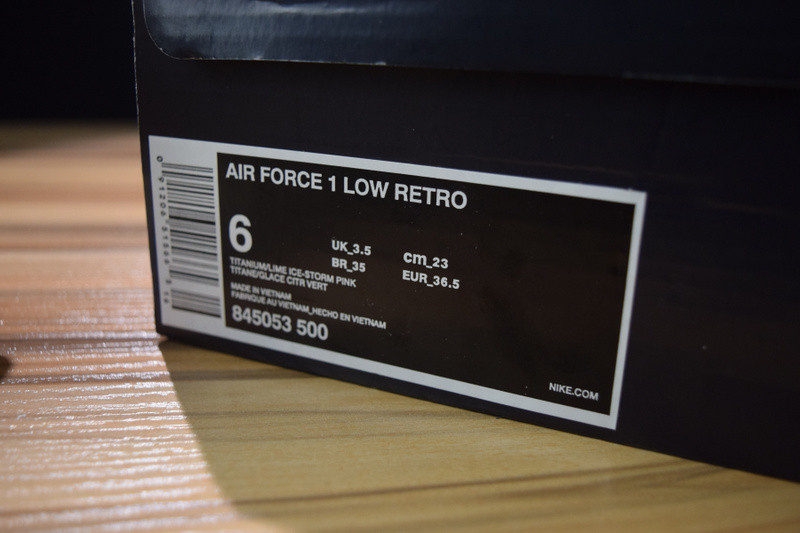 AIR FORCE 1 LOW RETRO
6
UK_3.5 cm_23
BR_35 EUR_36.5
TITANIUM/LIME ICE-STORM PINK
TITANE/GLACE CITR VERT
MADE IN VIETNAM
FABRIQUE AU VIETNAM_HECHO EN VIETNAM
845053 500
NIKE.COM